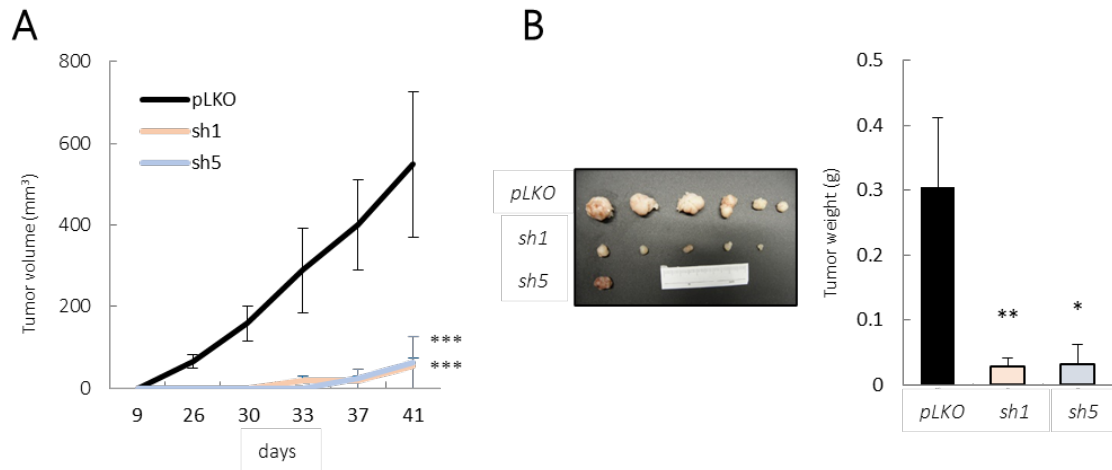 A
800
600
400
200
0
Tumor volume (mm³)
pLKO
sh1
sh5
***
***
9 26 30 33 37 41
days
B
pLKO
sh1
sh5
0.5
0.4
0.3
0.2
0.1
0
Tumor weight (g)
**
*
pLKO sh1 sh5